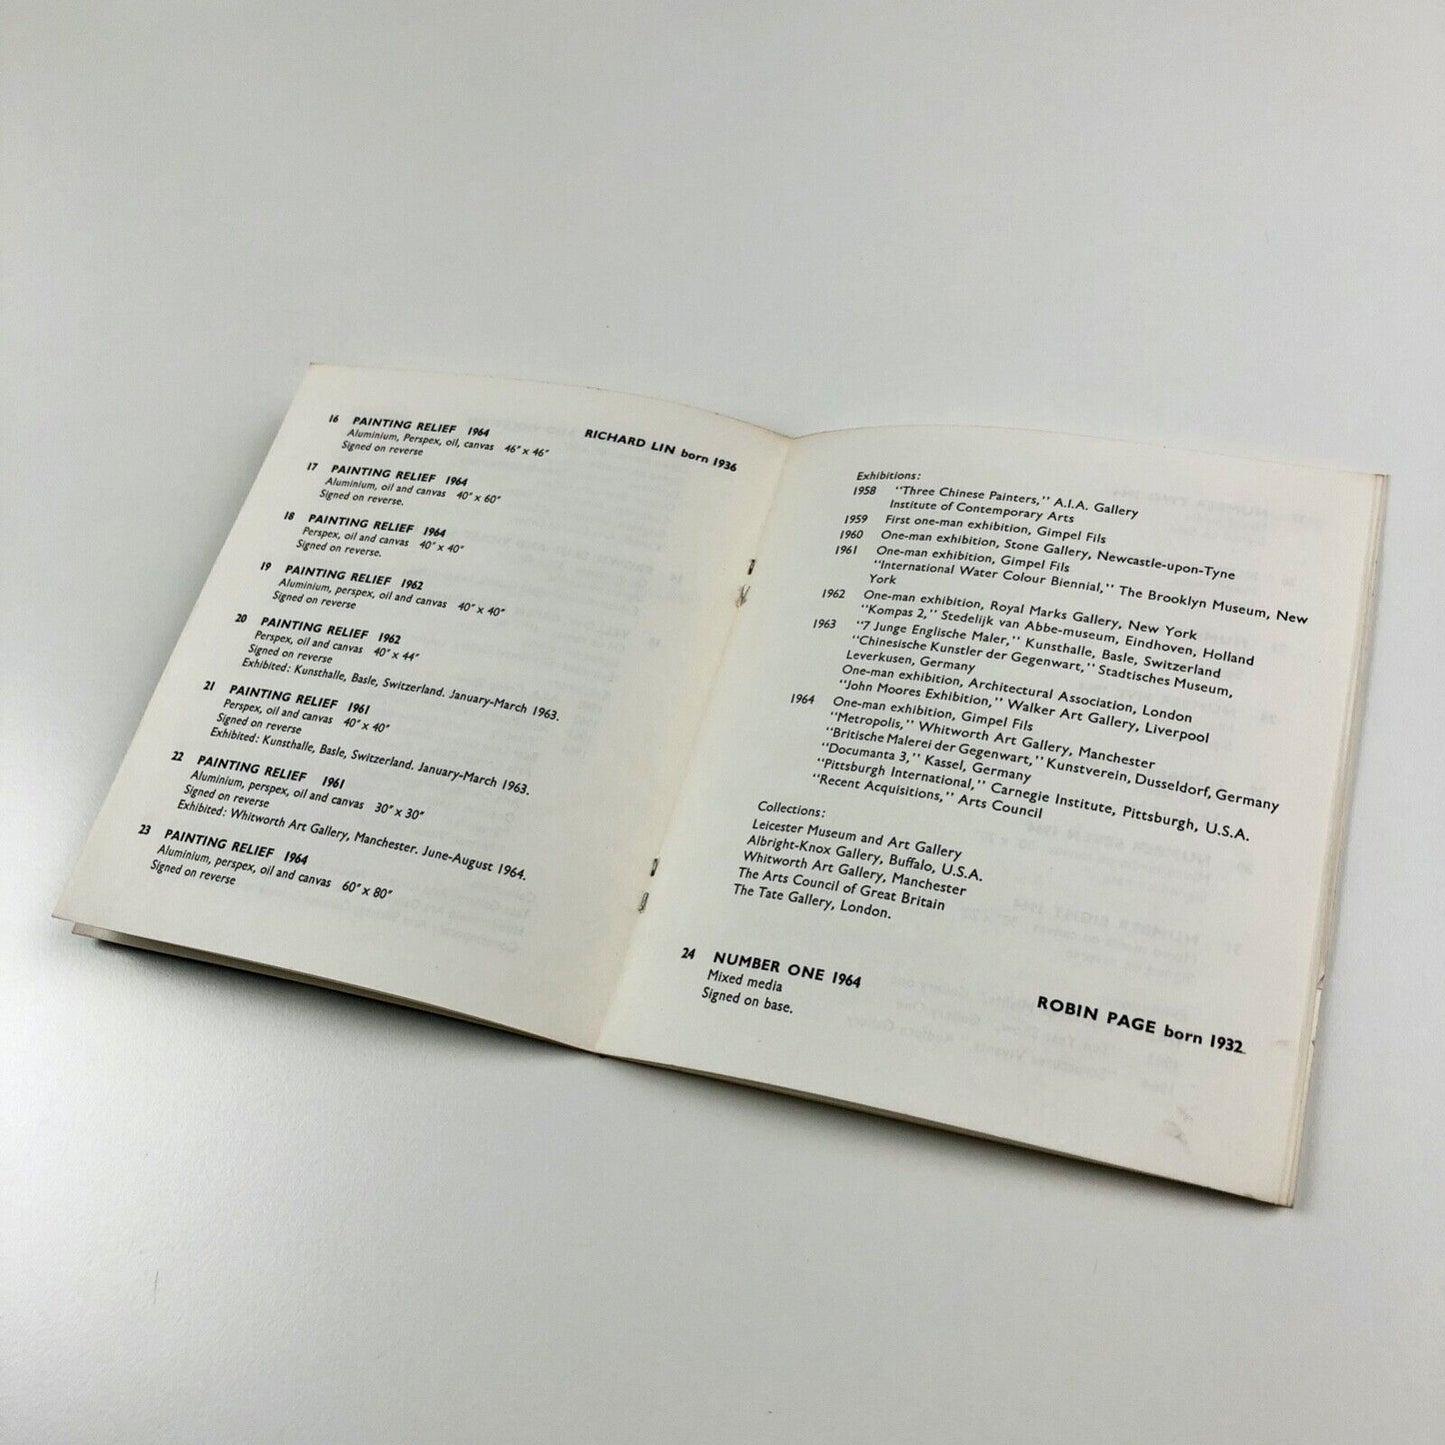 RICHARD LIN born 1936
16 PAINTING RELIEF 1964
Aluminium, Perspex, oil, canvas 46" x 46"
Signed on reverse
17 PAINTING RELIEF 1964
Aluminium, oil and canvas 40" x 60"
Signed on reverse.
18 PAINTING RELIEF 1964
Perspex, oil and canvas 40" x 40"
Signed on reverse.
19 PAINTING RELIEF 1962
Aluminium, perspex, oil and canvas 40" x 40"
Signed on reverse
20 PAINTING RELIEF 1962
Perspex, oil and canvas 40" x 44"
Signed on reverse
Exhibited: Kunsthalle, Basle, Switzerland. January-March 1963.
21 PAINTING RELIEF 1961
Perspex, oil and canvas 40" x 40"
Signed on reverse
Exhibited: Kunsthalle, Basle, Switzerland. January-March 1963.
22 PAINTING RELIEF 1961
Aluminium, perspex, oil and canvas 30" x 30"
Signed on reverse
Exhibited: Whitworth Art Gallery, Manchester. June-August 1964.
23 PAINTING RELIEF 1964
Aluminium, perspex, oil and canvas 60" x 80"
Signed on reverse
Exhibitions:
1958 "Three Chinese Painters," A.I.A. Gallery
Institute of Contemporary Arts
1959 First one-man exhibition, Gimpel Fils
1960 One-man exhibition, Stone Gallery, Newcastle-upon-Tyne
1961 One-man exhibition, Gimpel Fils
"International Water Colour Biennial," The Brooklyn Museum, New
York
1962 One-man exhibition, Royal Marks Gallery, New York
"Kompas 2," Stedelijk van Abbe-museum, Eindhoven, Holland
1963 "7 Junge Englische Maler," Kunsthalle, Basle, Switzerland
"Chinesische Kunstler der Gegenwart," Stadtisches Museum,
Leverkusen, Germany
One-man exhibition, Architectural Association, London
"John Moores Exhibition," Walker Art Gallery, Liverpool
1964 One-man exhibition, Gimpel Fils
"Metropolis," Whitworth Art Gallery, Manchester
"Britische Malerei der Gegenwart," Kunstverein, Dusseldorf, Germany
"Documanta 3," Kassel, Germany
"Pittsburgh International," Carnegie Institute, Pittsburgh, U.S.A.
"Recent Acquisitions," Arts Council
Collections:
Leicester Museum and Art Gallery
Albright-Knox Gallery, Buffalo, U.S.A.
Whitworth Art Gallery, Manchester
The Arts Council of Great Britain
The Tate Gallery, London.
ROBIN PAGE born 1932
24 NUMBER ONE 1964
Mixed media
Signed on base.